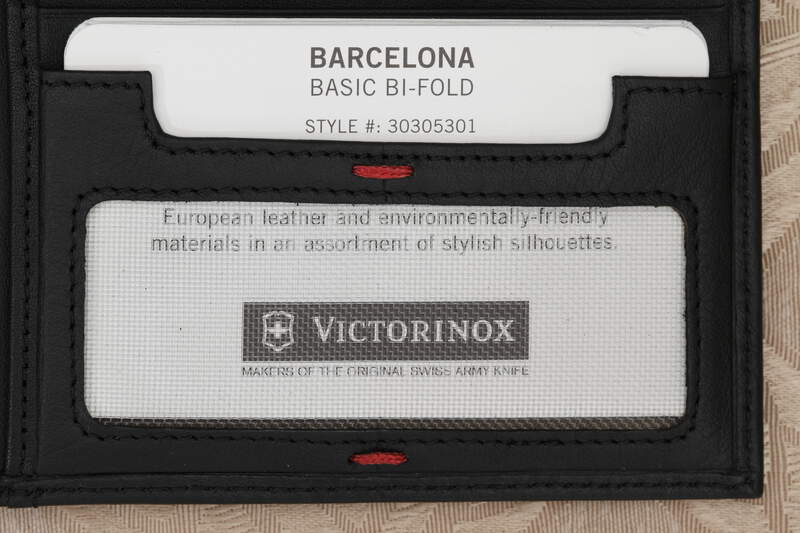 BARCELONA
BASIC BI-FOLD
STYLE #: 30305301
European leather and environmentally-friendly
materials in an assortment of stylish silhouettes.
VICTORINOX
MAKERS OF THE ORIGINAL SWISS ARMY KNIFE